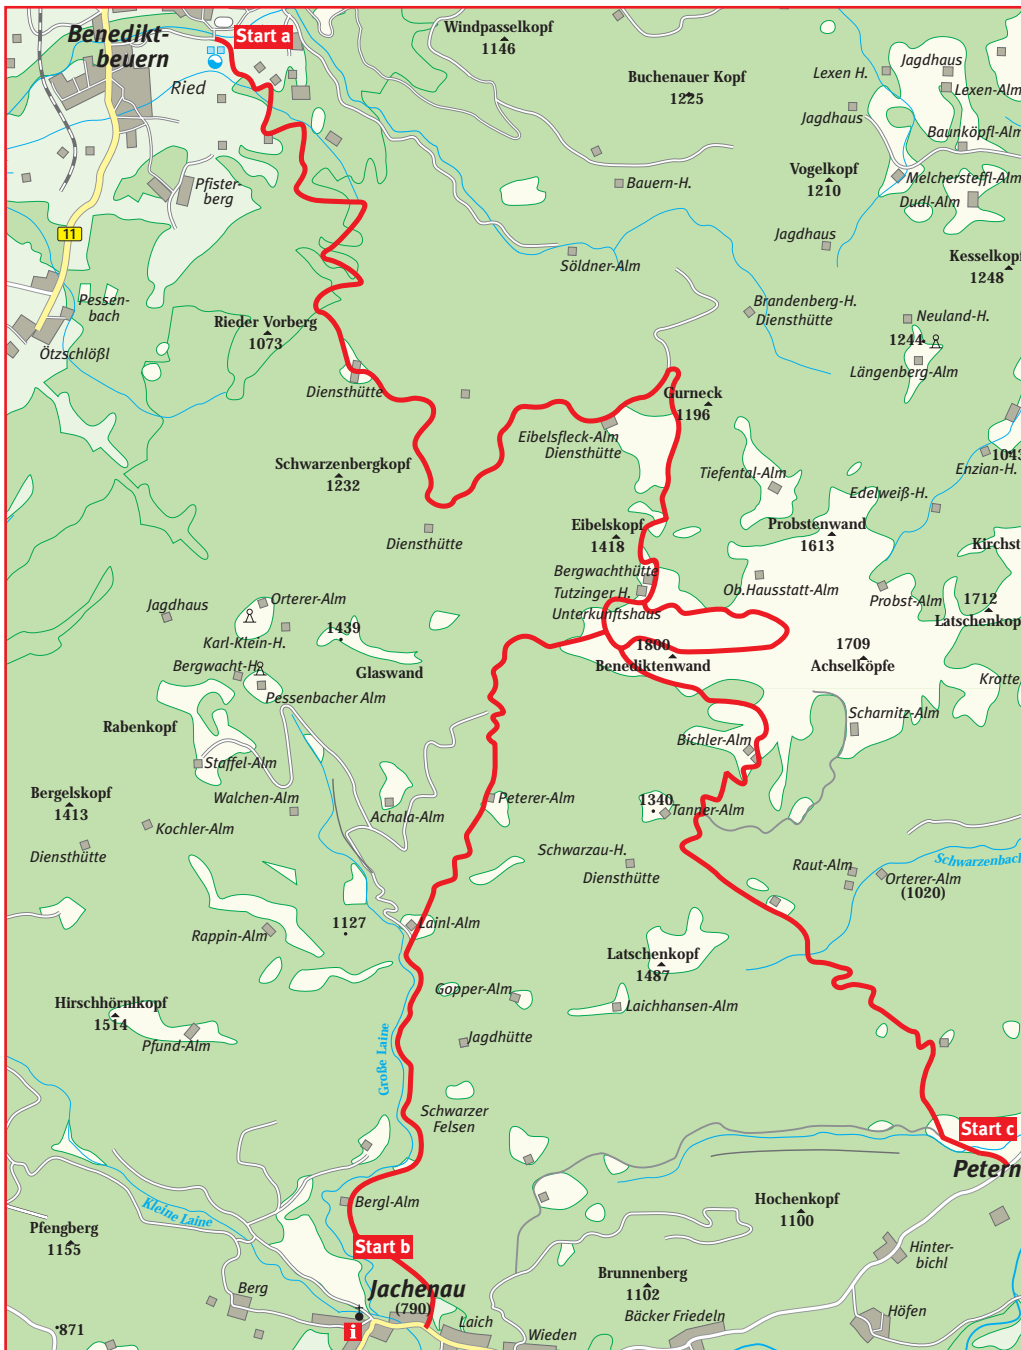 Benedikt-
beuern
Start a
Windpasselkopf
1146
Buchenauer Kopf
1225
Lexen H.
Jagdhaus
Lexen-Alm
Jagdhaus
Baunköpfl-Alm
Ried
Pfister-
berg
Bauern-H.
Vogelkopf
1210
Melchersteffl-Alm
Dudl-Alm
11
Jagdhaus
Söldner-Alm
Kesselkopf
1248
Pessen-
bach
Ötzschlößl
Rieder Vorberg
1073
Brandenberg-H.
Diensthütte
Neuland-H.
1244
Längenberg-Alm
Diensthütte
Gurneck
1196
Eibelsfleck-Alm
Diensthütte
1043
Enzian-H.
Schwarzenbergkopf
1232
Tiefental-Alm
Edelweiß-H.
Diensthütte
Eibelskopf
1418
Probstenwand
1613
Kirchst
Bergwachthütte
Tutzinger H.
Unterkunftshaus
Ob.Hausstatt-Alm
Probst-Alm
1712
Latschenkopf
Jagdhaus
Orterer-Alm
Karl-Klein-H.
1439
Glaswand
1800
Benediktenwand
1709
Achselköpfe
Bergwacht-H.
Pessenbacher Alm
Krotte
Rabenkopf
Scharnitz-Alm
Bichler-Alm
Staffel-Alm
Bergelskopf
1413
Walchen-Alm
Achala-Alm
Peterer-Alm
1340
Tanner-Alm
Kochler-Alm
Diensthütte
Schwarzau-H.
Diensthütte
Raut-Alm
Schwarzenbach
Orterer-Alm
(1020)
Rappin-Alm
1127
Lainl-Alm
Latschenkopf
1487
Hirschhörnlkopf
1514
Pfund-Alm
Gopper-Alm
Laichhansen-Alm
Jagdhütte
Große Laine
Schwarzer
Felsen
Start c
Petern
Kleine Laine
Bergl-Alm
Hochenkopf
1100
Pfengberg
1155
Start b
Hinter-
bichl
Jachenau
(790)
Berg
Brunnenberg
1102
Bäcker Friedeln
Höfen
871
i
Laich
Wieden